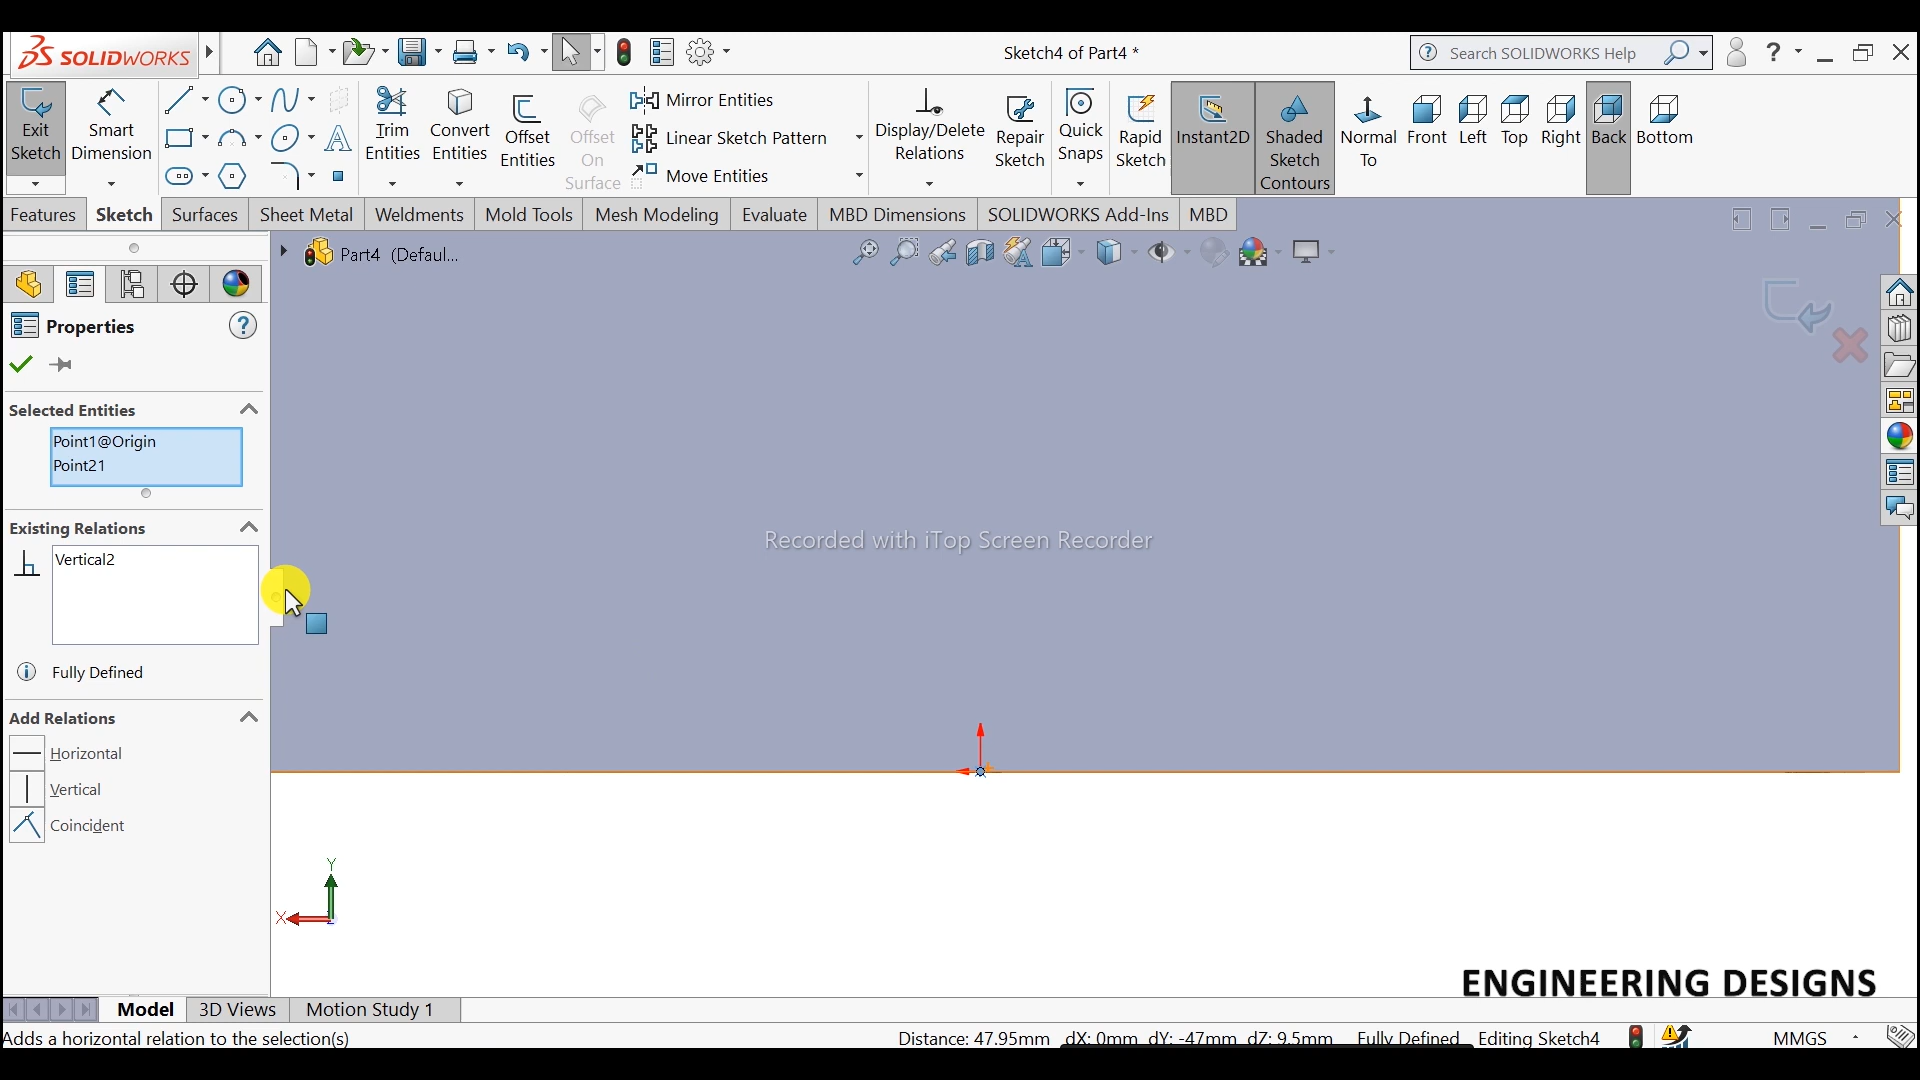 SOLIDWORKS
Sketch4 of Part4 *
Search SOLIDWORKS Help
?
Exit Sketch
Smart Dimension
Trim Entities
Convert Entities
Offset Entities
Offset On Surface
Mirror Entities
Linear Sketch Pattern
Move Entities
Display/Delete Relations
Repair Sketch
Quick Snaps
Rapid Sketch
Instant2D
Shaded Sketch Contours
Normal To
Front
Left
Top
Right
Back
Bottom
Features
Sketch
Surfaces
Sheet Metal
Weldments
Mold Tools
Mesh Modeling
Evaluate
MBD Dimensions
SOLIDWORKS Add-Ins
MBD
Part4 (Defaul...
Properties
?
Selected Entities
Point1@Origin
Point21
Existing Relations
Vertical2
Fully Defined
Add Relations
Horizontal
Vertical
Coincident
Recorded with iTop Screen Recorder
Y
X
ENGINEERING DESIGNS
Model
3D Views
Motion Study 1
Adds a horizontal relation to the selection(s)
Distance: 47.95mm dX: 0mm dY: -47mm dZ: 9.5mm
Fully Defined
Editing Sketch4
MMGS